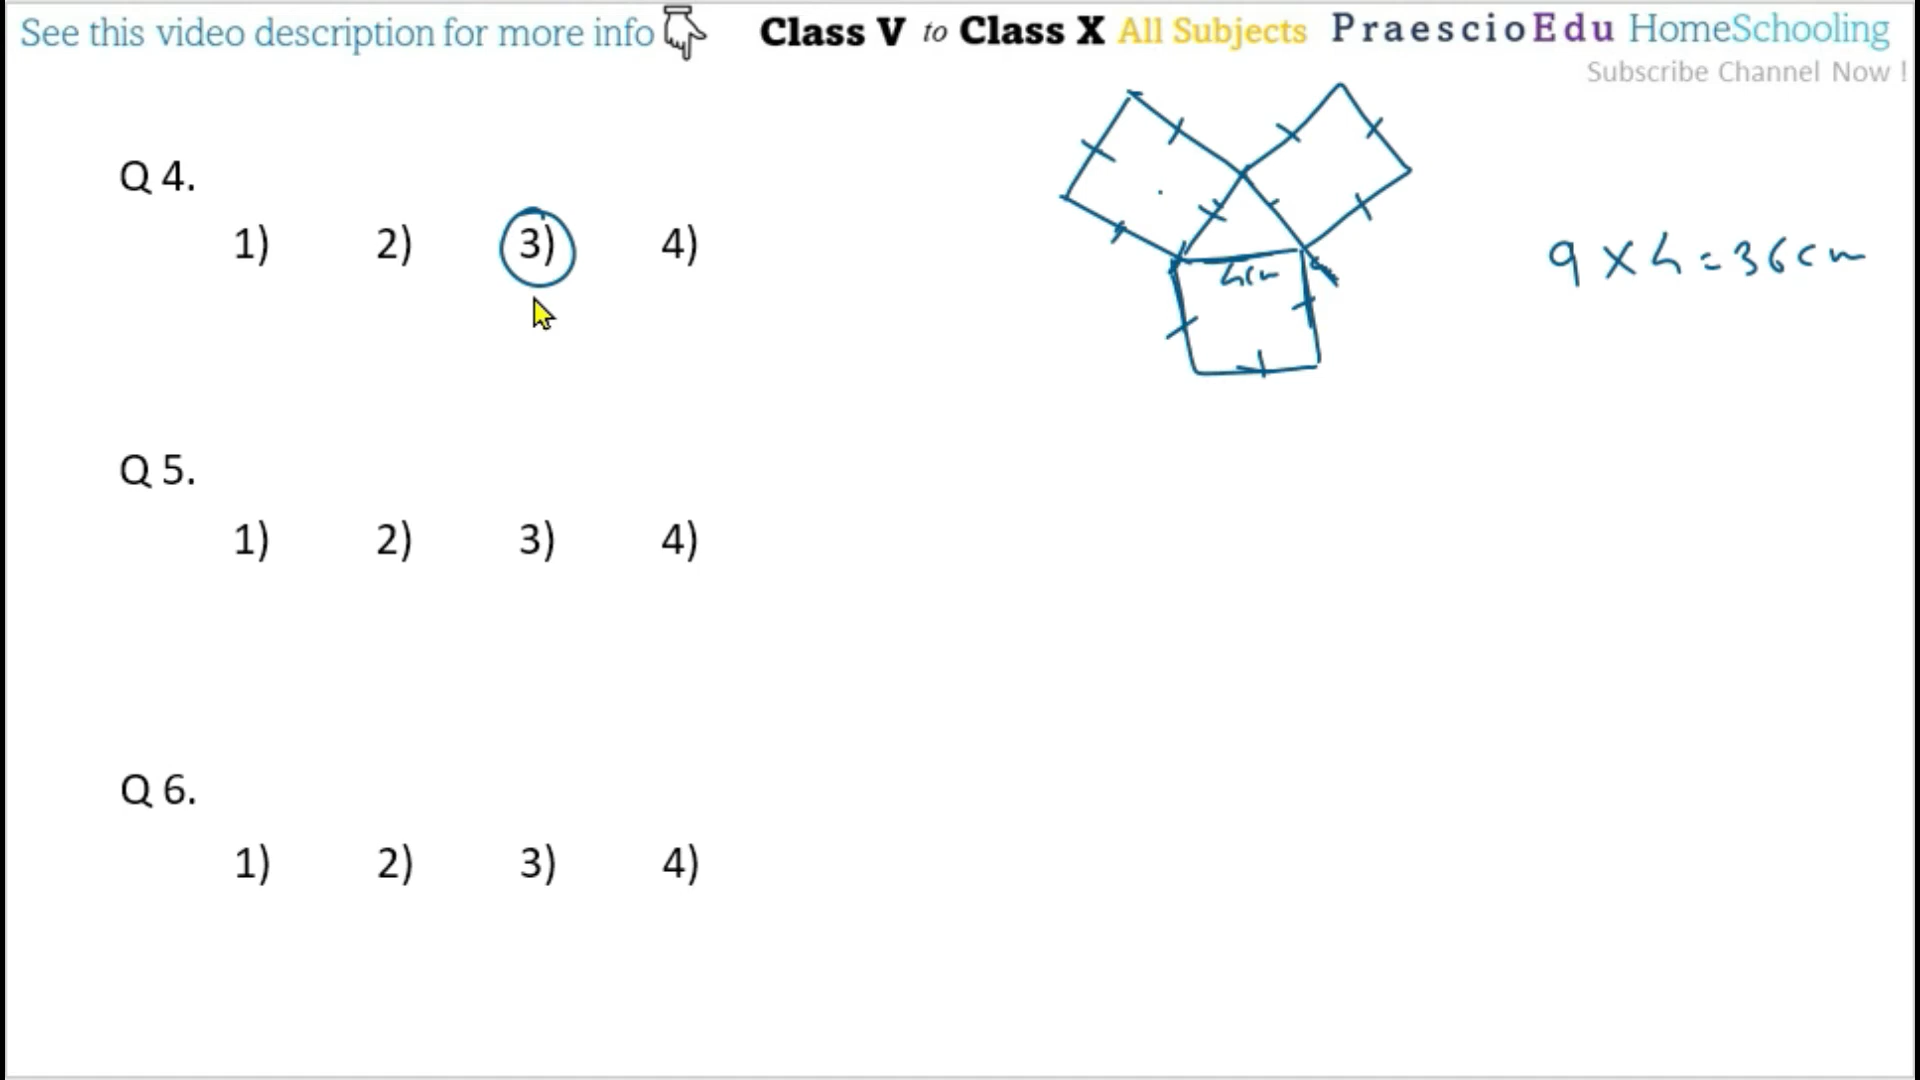 See this video description for more info Class V to Class X All Subjects PraescioEdu HomeSchooling
Subscribe Channel Now !
Q 4.
1) 2) 3) 4)
4cm
9 × 4 = 36cm
Q 5.
1) 2) 3) 4)
Q 6.
1) 2) 3) 4)